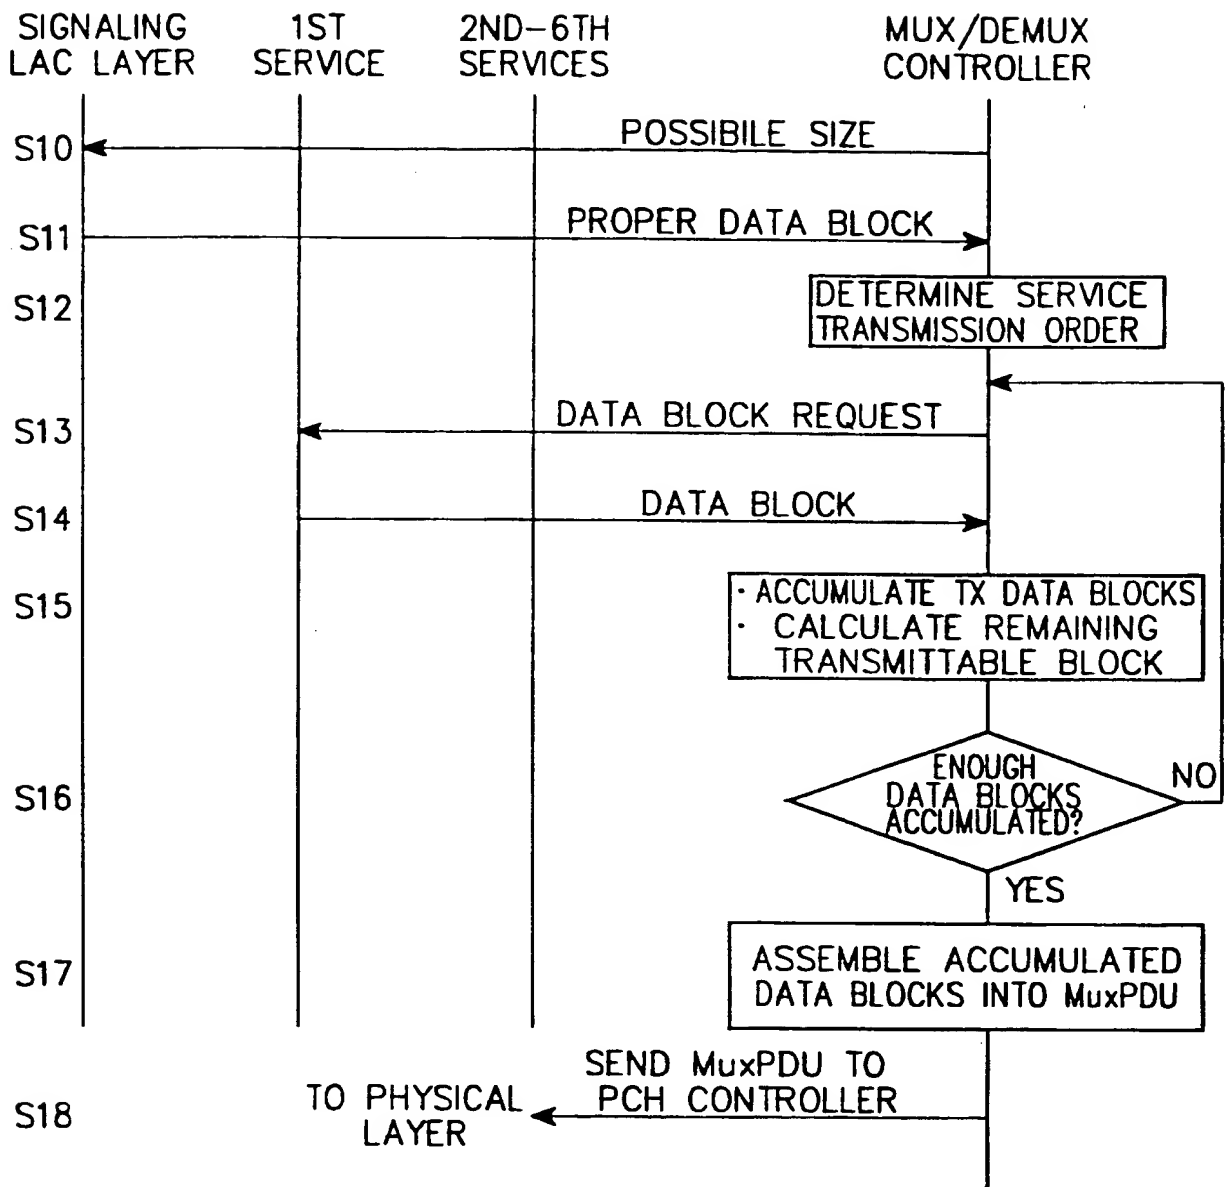 SIGNALING
LAC LAYER
1ST
SERVICE
2ND-6TH
SERVICES
MUX/DEMUX
CONTROLLER
S10
POSSIBILE SIZE
S11
PROPER DATA BLOCK
S12
DETERMINE SERVICE
TRANSMISSION ORDER
S13
DATA BLOCK REQUEST
S14
DATA BLOCK
S15
· ACCUMULATE TX DATA BLOCKS
· CALCULATE REMAINING
TRANSMITTABLE BLOCK
S16
ENOUGH
DATA BLOCKS
ACCUMULATED?
NO
YES
S17
ASSEMBLE ACCUMULATED
DATA BLOCKS INTO MuxPDU
S18
TO PHYSICAL
LAYER
SEND MuxPDU TO
PCH CONTROLLER